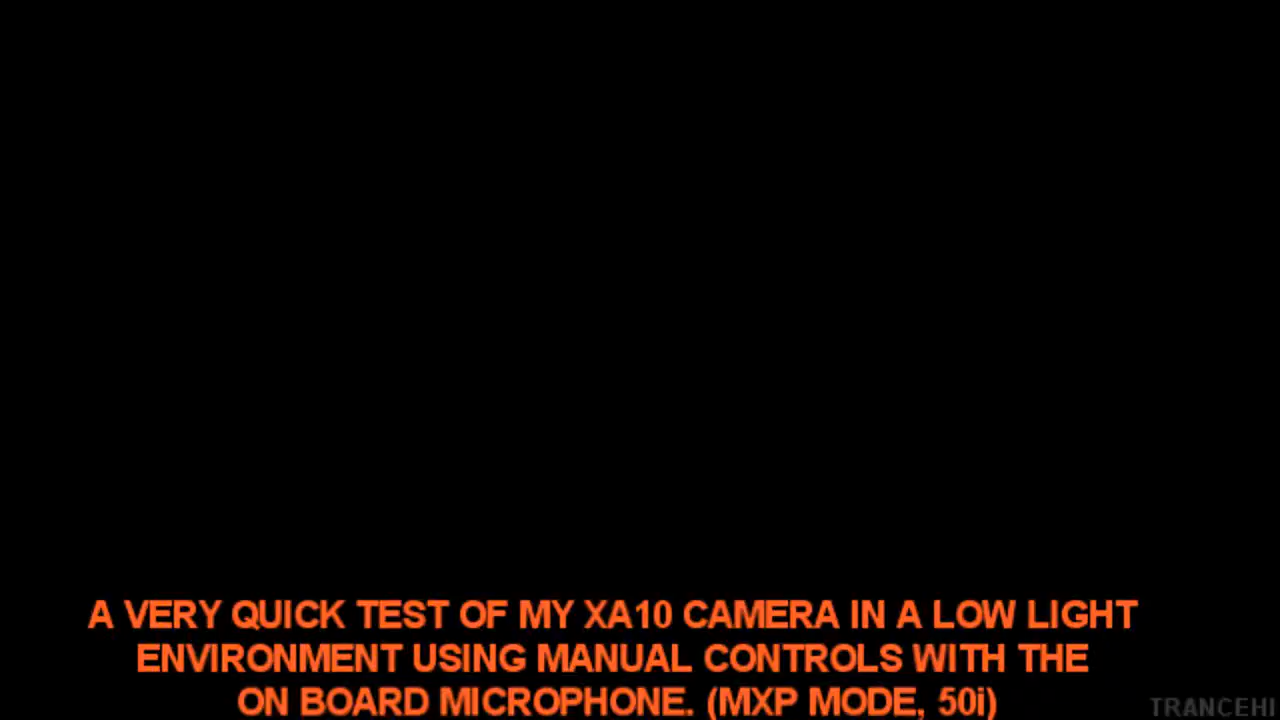 A VERY QUICK TEST OF MY XA10 CAMERA IN A LOW LIGHT
ENVIRONMENT USING MANUAL CONTROLS WITH THE
ON BOARD MICROPHONE. (MXP MODE, 50i)
TRANCEHI